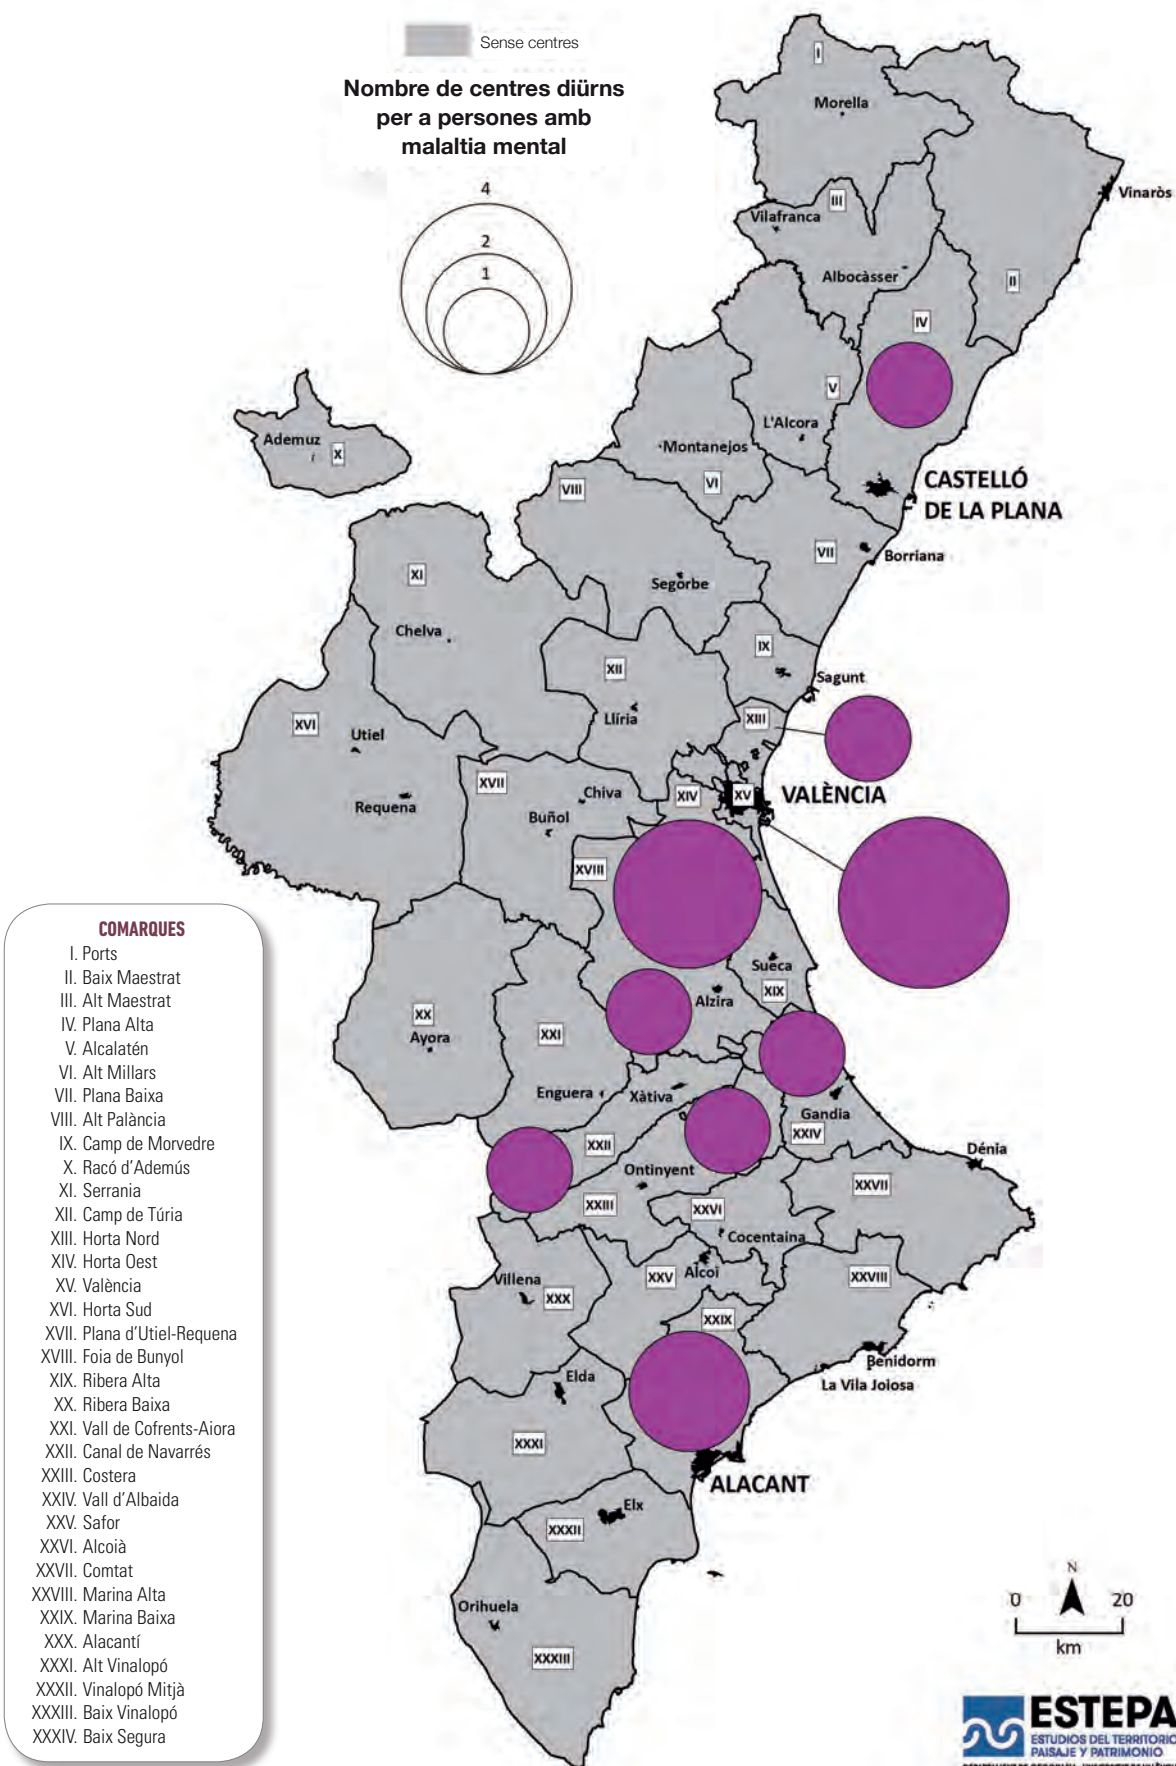 Sense centres
Nombre de centres diürns
per a persones amb
malaltia mental
4
2
1
I
Morella
Vinaròs
III
Vilafranca
Albocàsser
II
IV
V
L'Alcora
Ademuz
X
Montanejos
VI
VIII
CASTELLÓ
DE LA PLANA
VII
Borriana
XI
Segorbe
Chelva
IX
XII
Sagunt
Llíria
XIII
XVI
Utiel
XVII
Chiva
XIV
XV
VALÈNCIA
Requena
Buñol
XVIII
Sueca
XIX
Alzira
XX
Ayora
XXI
Enguera
Xàtiva
Gandia
XXIV
XXII
Dénia
Ontinyent
XXVII
XXIII
XXVI
Cocentaina
XXV
Alcoi
XXVIII
Villena
XXX
XXIX
Benidorm
La Vila Joiosa
Elda
XXXI
ALACANT
Elx
XXXII
Orihuela
XXXIII
COMARQUES
I. Ports
II. Baix Maestrat
III. Alt Maestrat
IV. Plana Alta
V. Alcalatén
VI. Alt Millars
VII. Plana Baixa
VIII. Alt Palància
IX. Camp de Morvedre
X. Racó d'Ademús
XI. Serrania
XII. Camp de Túria
XIII. Horta Nord
XIV. Horta Oest
XV. València
XVI. Horta Sud
XVII. Plana d'Utiel-Requena
XVIII. Foia de Bunyol
XIX. Ribera Alta
XX. Ribera Baixa
XXI. Vall de Cofrents-Aiora
XXII. Canal de Navarrés
XXIII. Costera
XXIV. Vall d'Albaida
XXV. Safor
XXVI. Alcoià
XXVII. Comtat
XXVIII. Marina Alta
XXIX. Marina Baixa
XXX. Alacantí
XXXI. Alt Vinalopó
XXXII. Vinalopó Mitjà
XXXIII. Baix Vinalopó
XXXIV. Baix Segura
N
0 20
km
ESTEPA
ESTUDIOS DEL TERRITORIO
PAISAJE Y PATRIMONIO